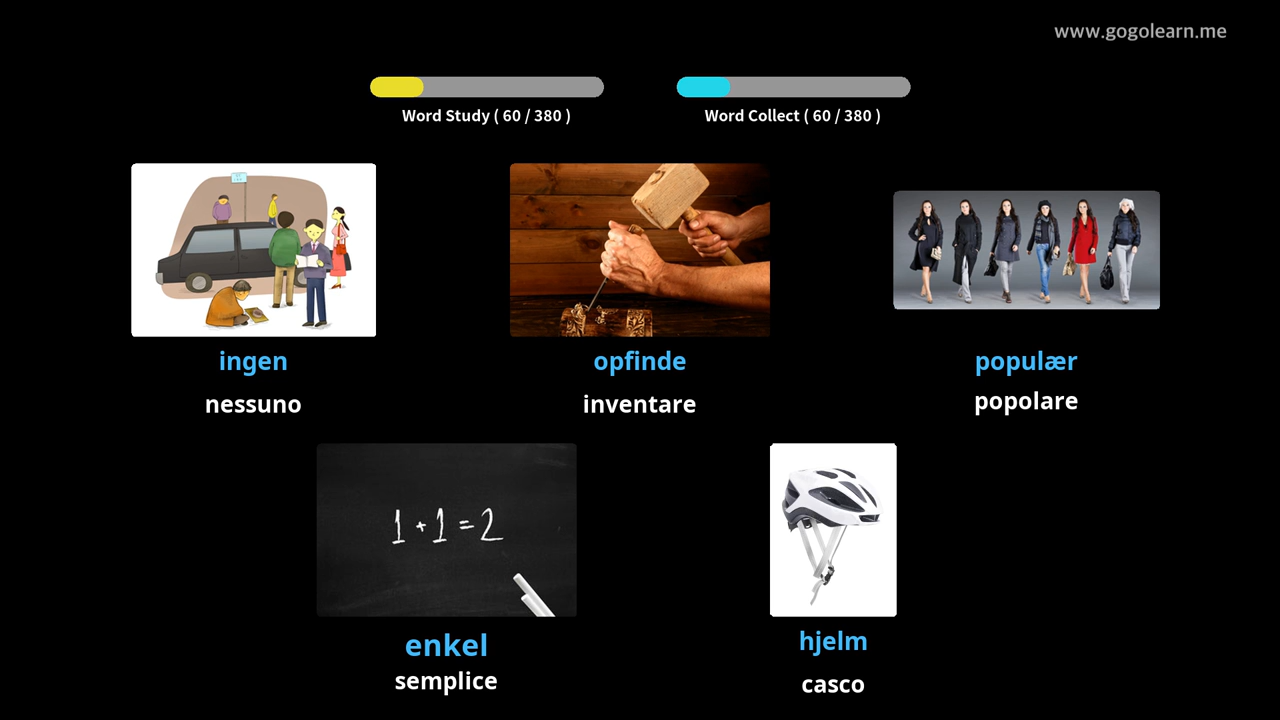 www.gogolearn.me
Word Study ( 60 / 380 )
Word Collect ( 60 / 380 )
ingen
nessuno
opfinde
inventare
populær
popolare
1 + 1 = 2
enkel
semplice
hjelm
casco